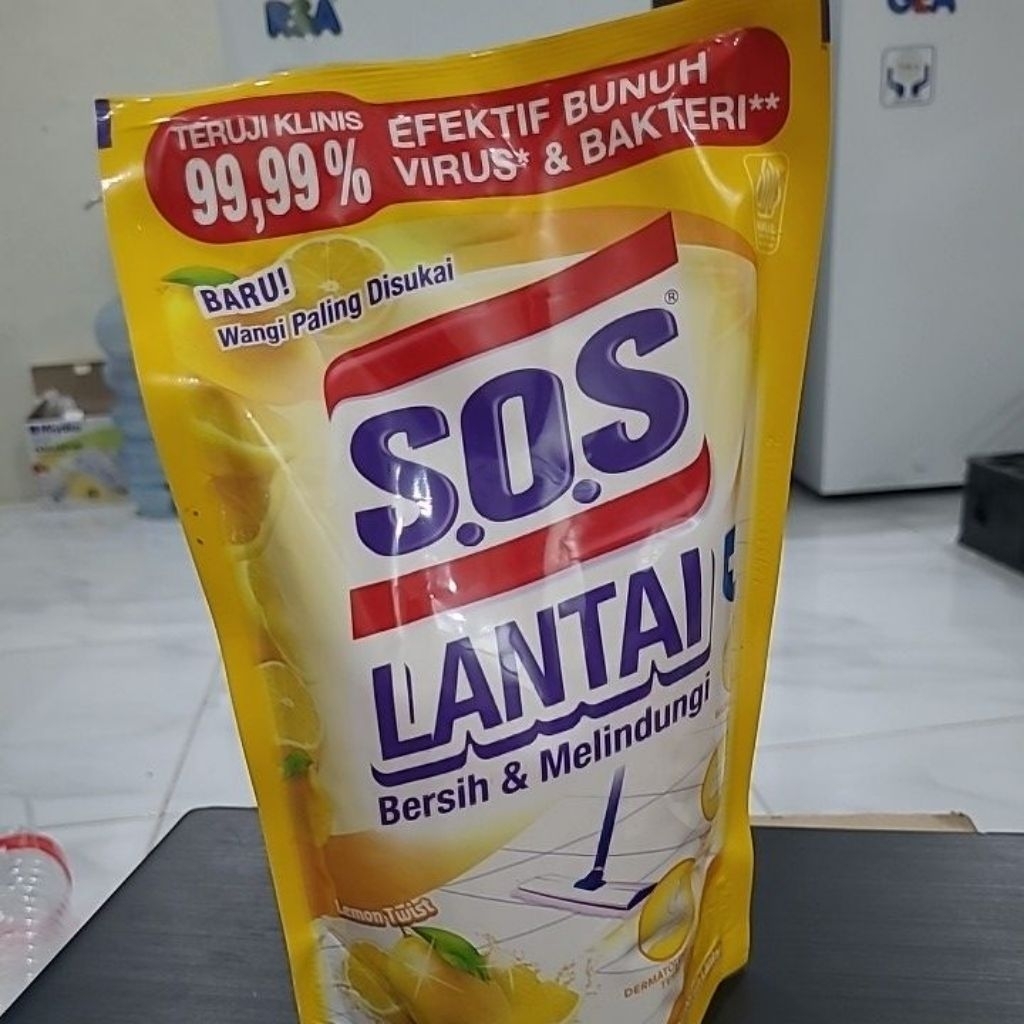 TERUJI KLINIS
99,99%
EFEKTIF BUNUH
VIRUS* & BAKTERI**
BARU!
Wangi Paling Disukai
S.O.S
®
LANTAI
Bersih & Melindungi
Lemon Twist